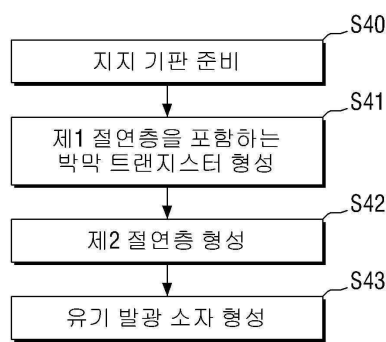 S40
지지 기판 준비
S41
제1 절연층을 포함하는
박막 트랜지스터 형성
S42
제2 절연층 형성
S43
유기 발광 소자 형성